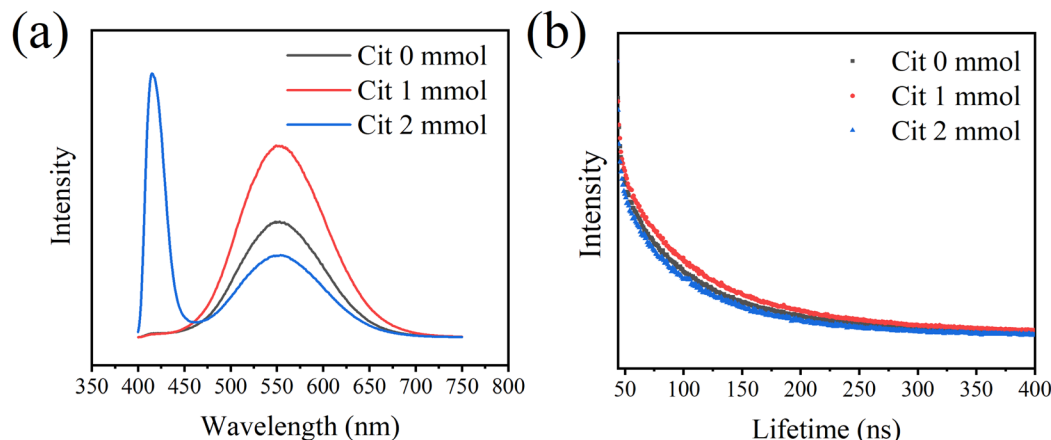 (a)
Cit 0 mmol
Cit 1 mmol
Cit 2 mmol
Intensity
350 400 450 500 550 600 650 700 750 800
Wavelength (nm)
(b)
Cit 0 mmol
Cit 1 mmol
Cit 2 mmol
Intensity
50 100 150 200 250 300 350 400
Lifetime (ns)